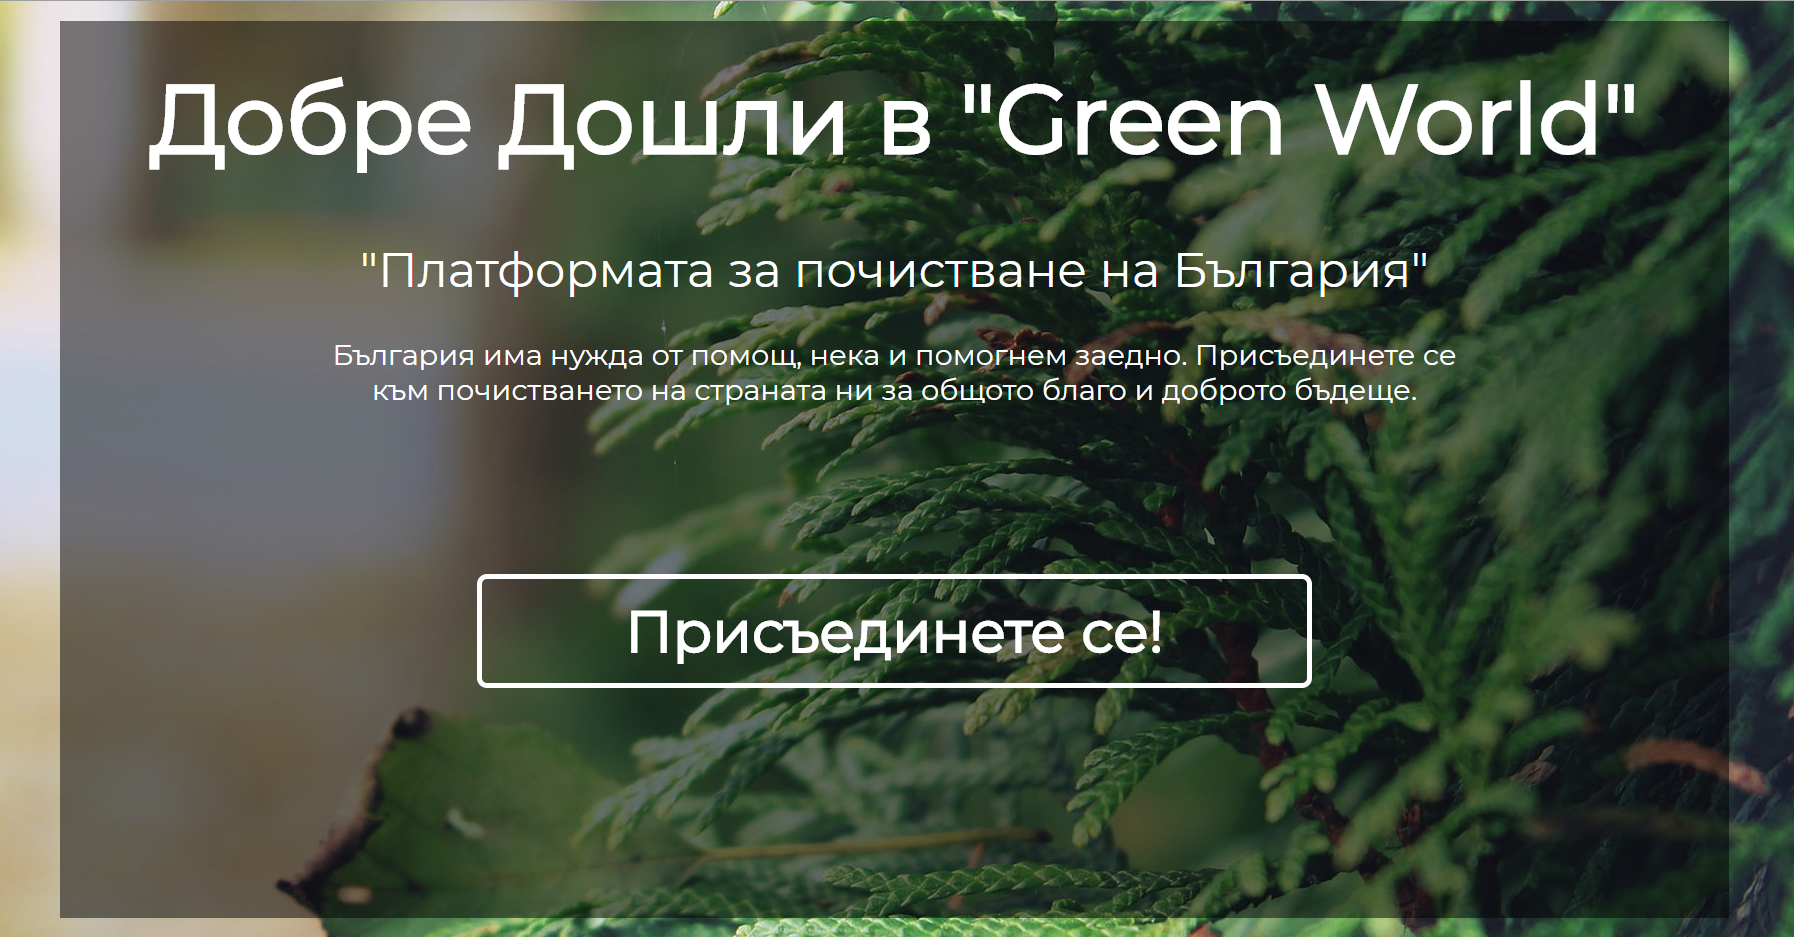 Добре Дошли в "Green World"
"Платформата за почистване на България"
България има нужда от помощ, нека и помогнем заедно. Присъединете се
към почистването на страната ни за общото благо и доброто бъдеще.
Присъединете се!